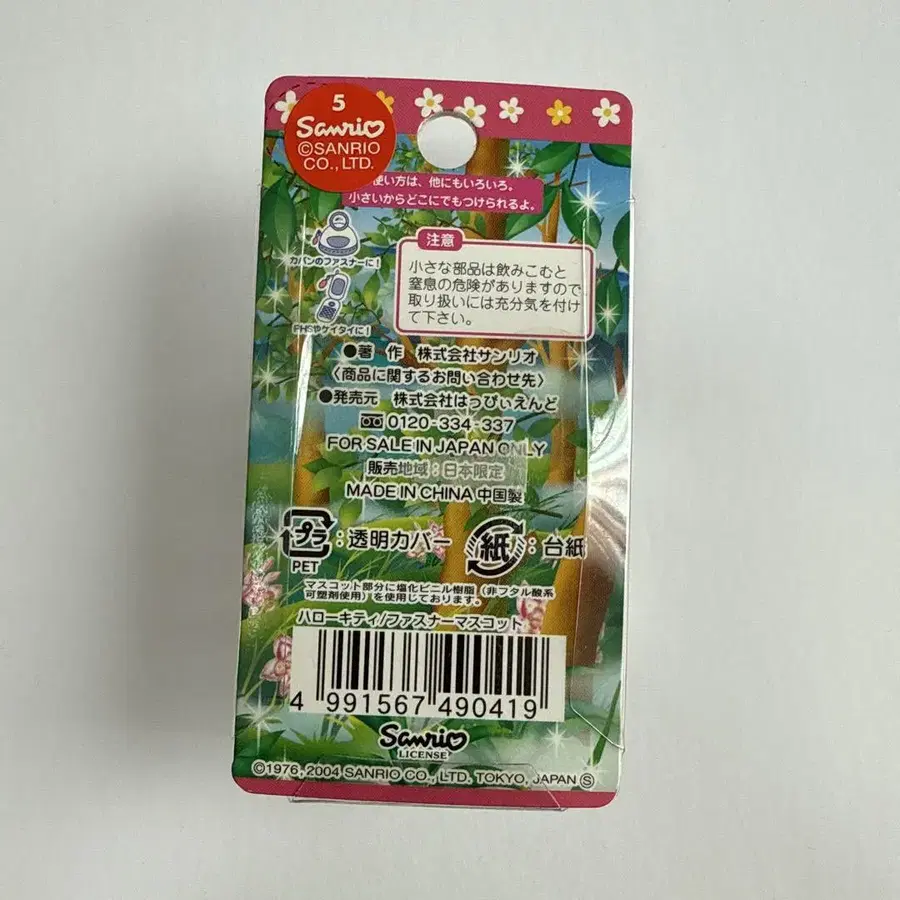 5
Sanrio
©SANRIO
CO., LTD.
使い方は、他にもいろいろ。
小さいからどこにでもつけられるよ。
カバンのファスナーに!
PHSやケイタイに!
注意
小さな部品は飲みこむと
窒息の危険がありますので、
取り扱いには充分気を付け
て下さい。
●著 作 株式会社サンリオ
〈商品に関するお問い合わせ先〉
●発売元 株式会社はっぴぃえんど
0120-334-337
FOR SALE IN JAPAN ONLY
販売地域:日本限定
MADE IN CHINA 中国製
プラ:透明カバー
PET
紙:台紙
マスコット部分に塩化ビニル樹脂(非フタル酸系
可塑剤使用)を使用しております。
ハローキティ/ファスナーマスコット
4 991567 490419
Sanrio
LICENSE
©1976, 2004 SANRIO CO., LTD. TOKYO, JAPAN Ⓢ